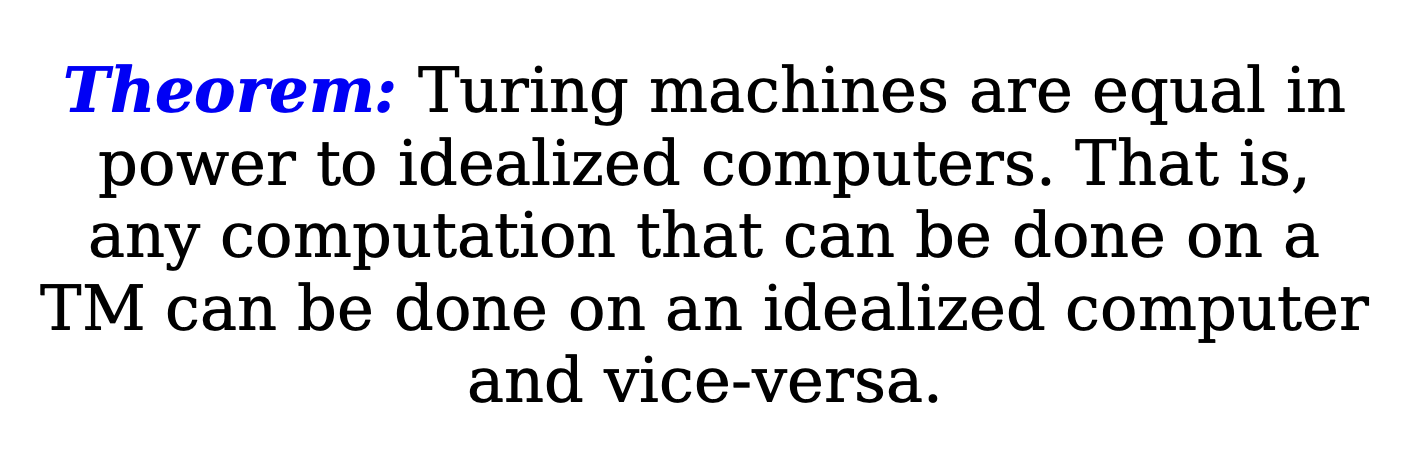 Theorem: Turing machines are equal in
power to idealized computers. That is,
any computation that can be done on a
TM can be done on an idealized computer
and vice-versa.